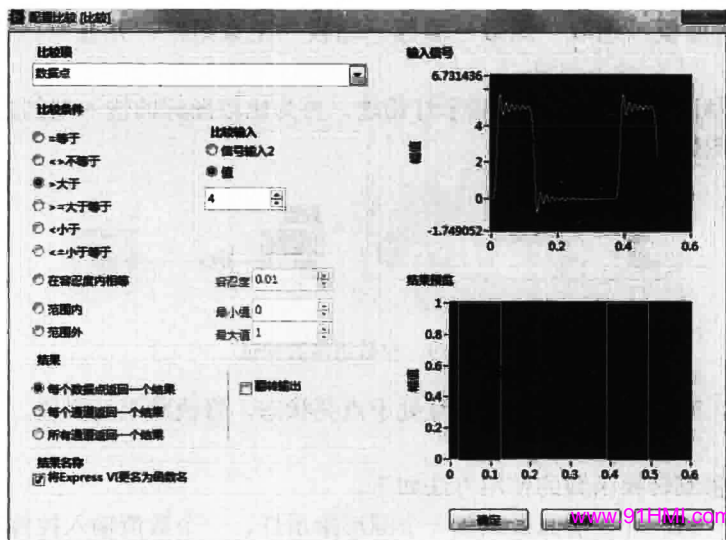 配置比较 [比较]
比较项
数据点
比较条件
=等于
<>不等于
>大于
>=大于等于
<小于
<=小于等于
在容忍度内相等
范围内
范围外
比较输入
信号输入2
值
4
容忍度 0.01
最小值 0
最大值 1
结果
每个数据点返回一个结果
每个通道返回一个结果
所有通道返回一个结果
翻转输出
结果名称
将Express VI更名为函数名
输入信号
6.731436
4
2
0
-1.749052
幅值
0 0.2 0.4 0.6
结果预览
1
0.8
0.6
0.4
0.2
0
幅值
0 0.1 0.2 0.3 0.4 0.5 0.6
确定
www.91HMI.com